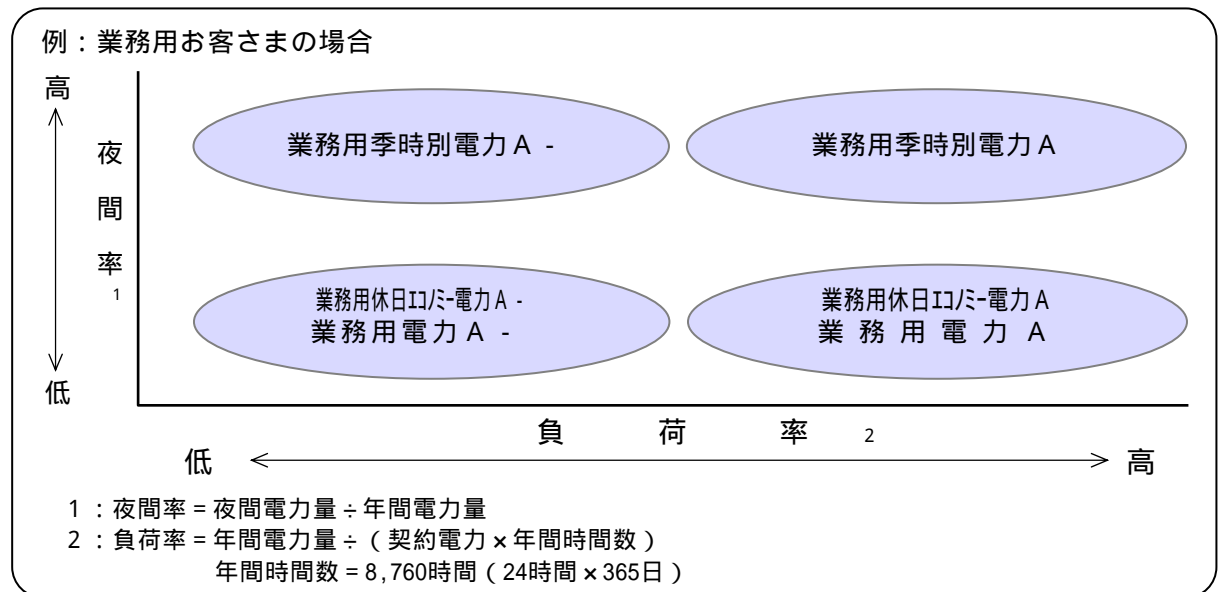 例：業務用お客さまの場合
高
夜間率 1
低
業務用季時別電力Ａ-
業務用季時別電力Ａ
業務用休日ｴｺﾉﾐｰ電力Ａ-
業務用電力Ａ-
業務用休日ｴｺﾉﾐｰ電力Ａ
業務用電力Ａ
負荷率 2
低
高
1：夜間率＝夜間電力量÷年間電力量
2：負荷率＝年間電力量÷（契約電力×年間時間数）
年間時間数＝8,760時間（24時間×365日）